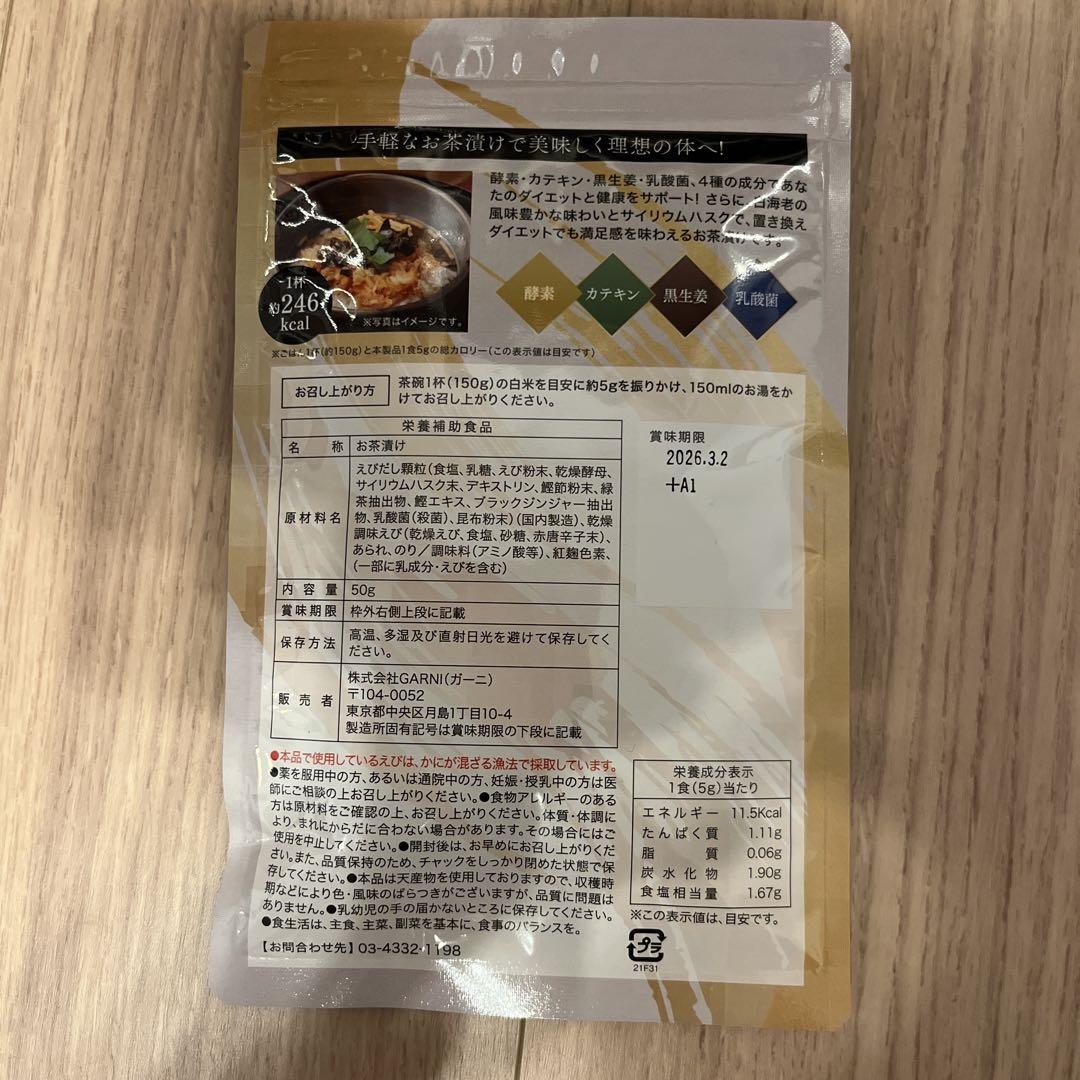 手軽なお茶漬けで美味しく理想の体へ!
酵素・カテキン・黒生姜・乳酸菌、4種の成分であな
たのダイエットと健康をサポート! さらに、白海老の
風味豊かな味わいとサイリウムハスクで、置き換え
ダイエットでも満足感を味わえるお茶漬けです。
1杯
約246
kcal
※写真はイメージです。
酵素
カテキン
黒生姜
乳酸菌
※ごはん1杯(約150g)と本製品1食5gの総カロリー(この表示値は目安です)
お召し上がり方
茶碗1杯(150g)の白米を目安に約5gを振りかけ、150mlのお湯をか
けてお召し上がりください。
栄養補助食品
名称 お茶漬け
原材料名
えびだし顆粒(食塩、乳糖、えび粉末、乾燥酵母、
サイリウムハスク末、デキストリン、鰹節粉末、緑
茶抽出物、鰹エキス、ブラックジンジャー抽出
物、乳酸菌(殺菌)、昆布粉末)(国内製造)、乾燥
調味えび(乾燥えび、食塩、砂糖、赤唐辛子末)、
あられ、のり/調味料(アミノ酸等)、紅麹色素、
(一部に乳成分・えびを含む)
内容量 50g
賞味期限 枠外右側上段に記載
保存方法
高温、多湿及び直射日光を避けて保存してく
ださい。
販売者
株式会社GARNI(ガーニ)
〒104-0052
東京都中央区月島1丁目10-4
製造所固有記号は賞味期限の下段に記載
賞味期限
2026.3.2
+A1
●本品で使用しているえびは、かにが混ざる漁法で採取しています。
●薬を服用中の方、あるいは通院中の方、妊娠・授乳中の方は医
師にご相談の上お召し上がりください。●食物アレルギーのある
方は原材料をご確認の上、お召し上がりください。体質・体調に
より、まれにからだに合わない場合があります。その場合にはご
使用を中止してください。●開封後は、お早めにお召し上がりくだ
さい。また、品質保持のため、チャックをしっかり閉めた状態で保
存してください。●本品は天産物を使用しておりますので、収穫時
期などにより色・風味のばらつきがございますが、品質に問題は
ありません。●乳幼児の手の届かないところに保存してください。
●食生活は、主食、主菜、副菜を基本に、食事のバランスを。
【お問合わせ先】03-4332-1198
栄養成分表示
1食(5g)当たり
エネルギー 11.5Kcal
たんぱく質 1.11g
脂質 0.06g
炭水化物 1.90g
食塩相当量 1.67g
※この表示値は、目安です。
プラ
21F31